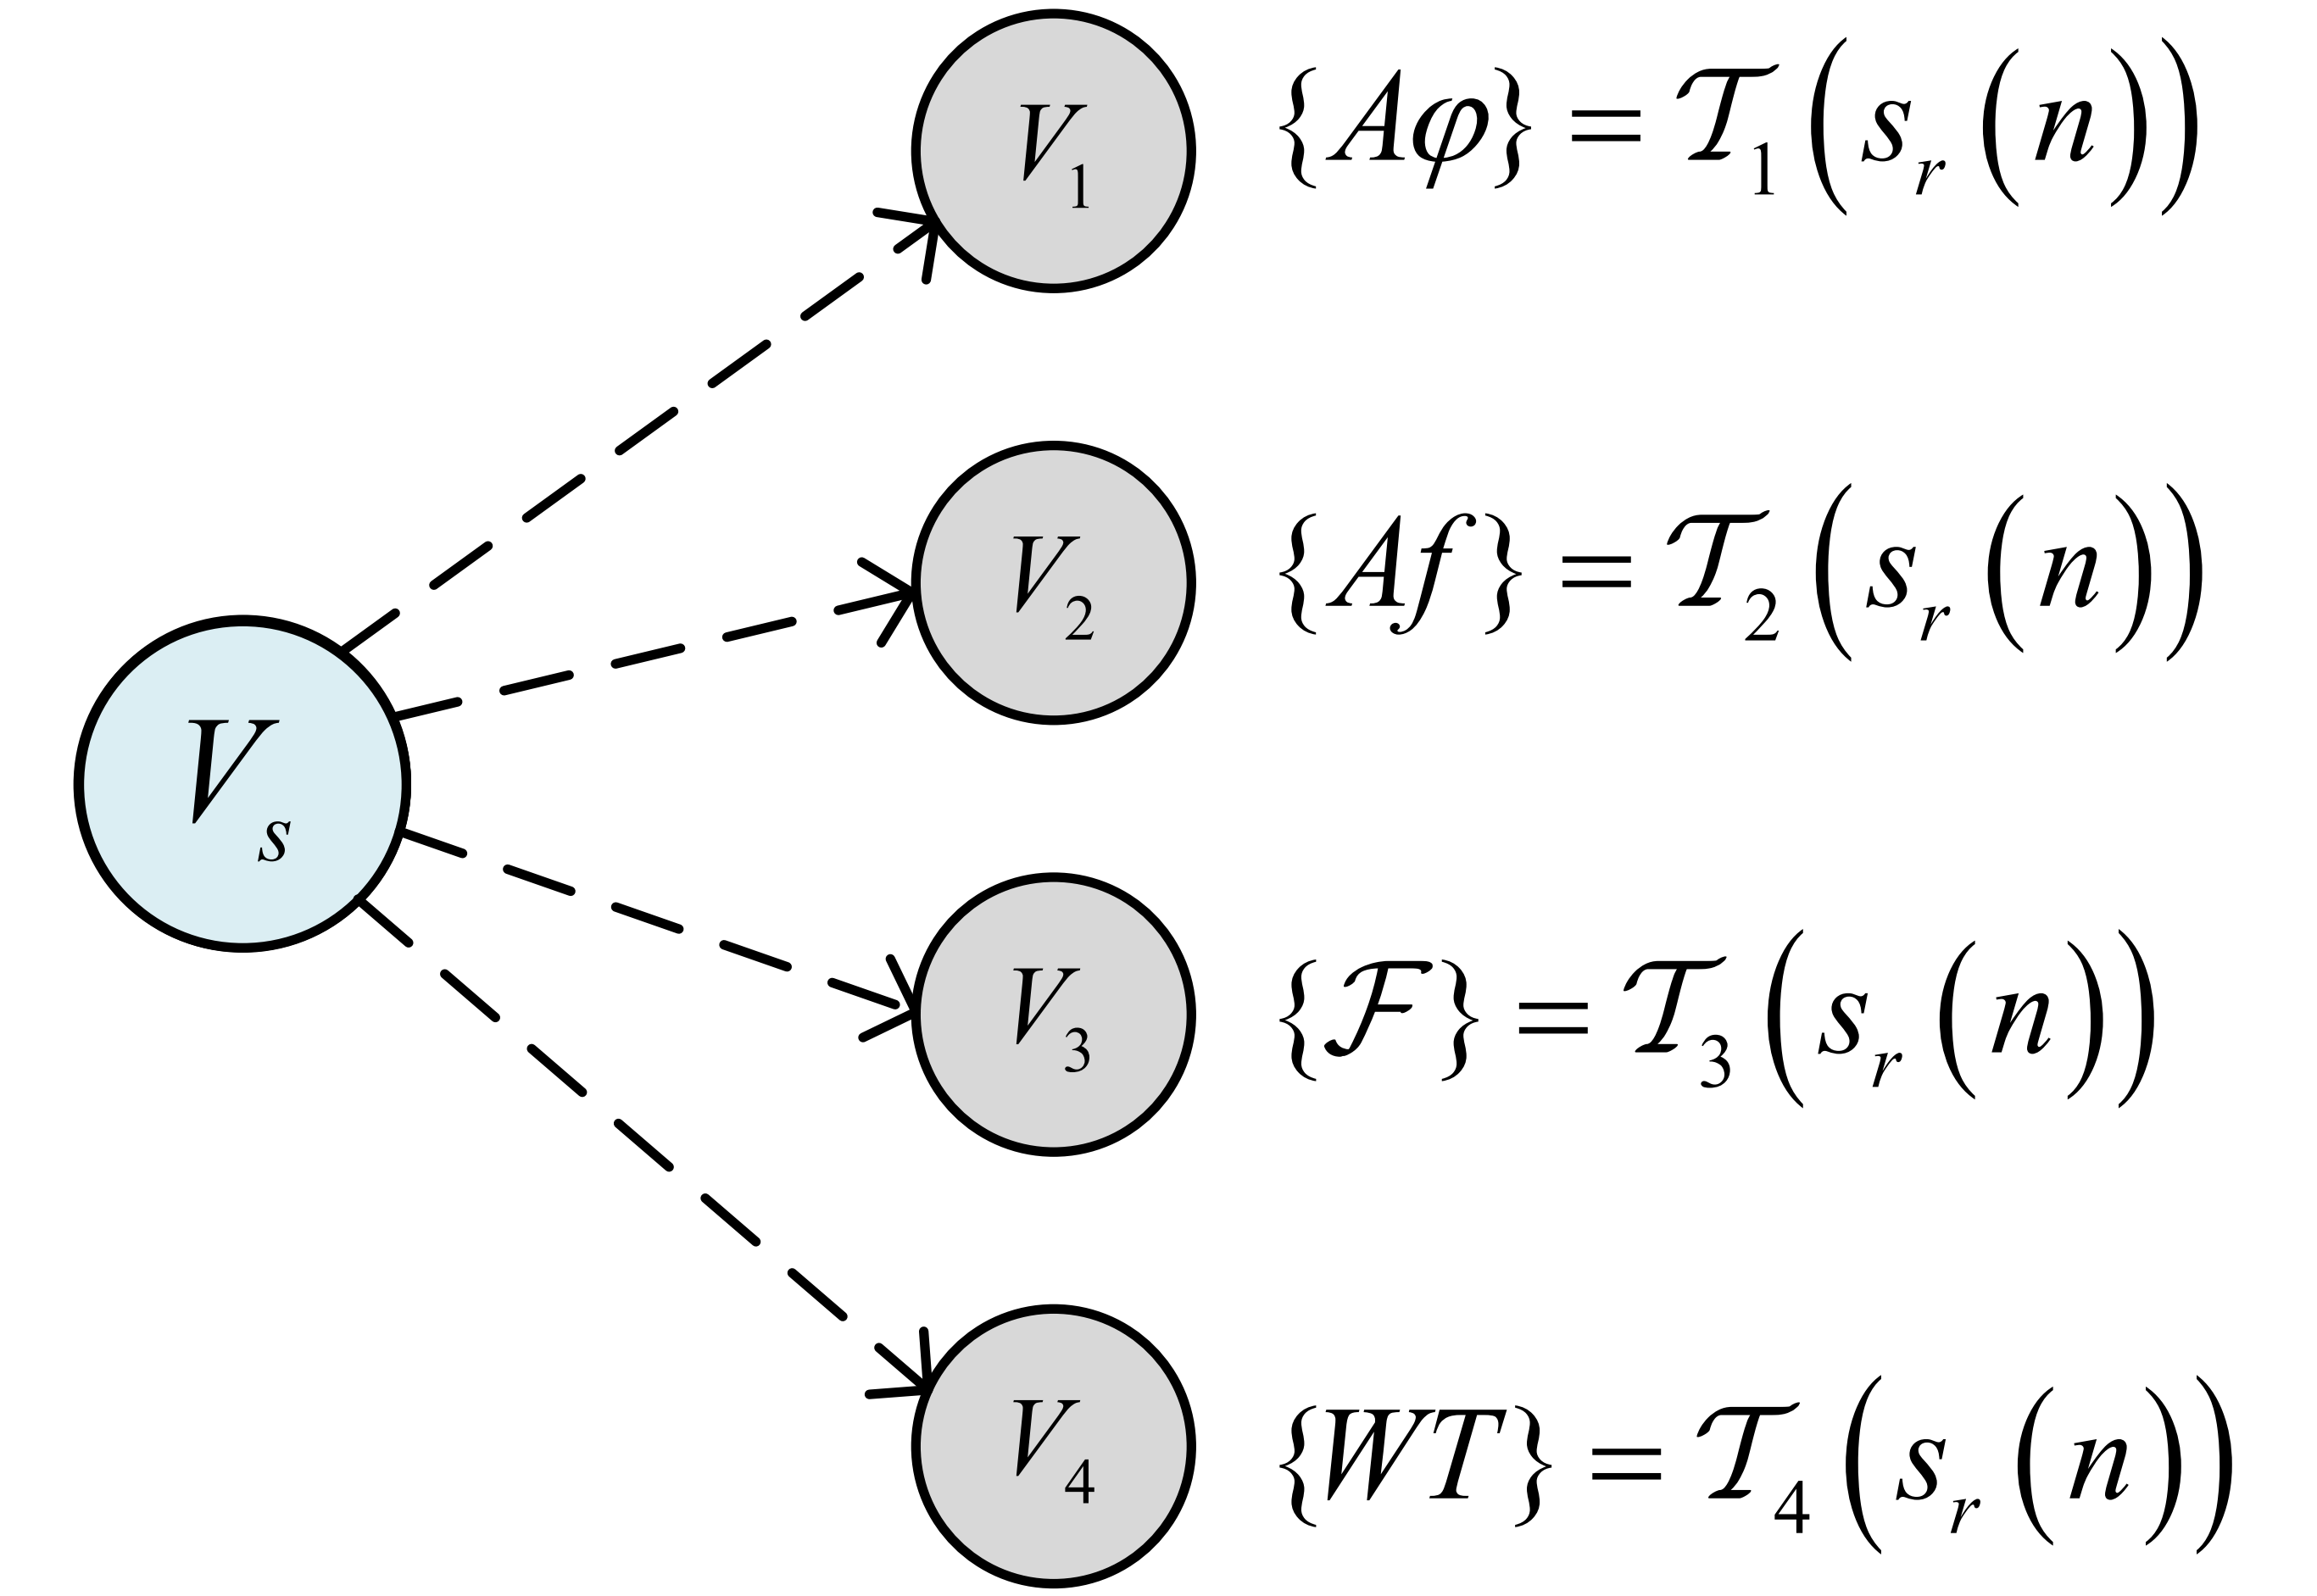 V₁ {Aφ} = 𝒯₁(sᵣ(n))
V₂ {Af} = 𝒯₂(sᵣ(n))
Vₛ
V₃ {ℱ} = 𝒯₃(sᵣ(n))
V₄ {WT} = 𝒯₄(sᵣ(n))